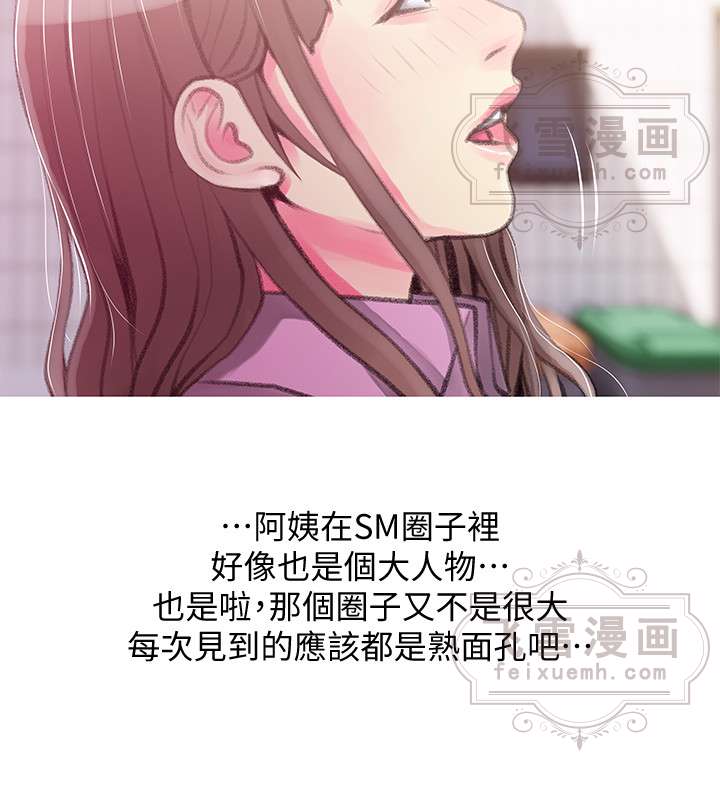 飞雪漫画
feixuemh.com
…阿姨在SM圈子裡
好像也是個大人物…
也是啦，那個圈子又不是很大
每次見到的應該都是熟面孔吧…
飞雪漫画
feixuemh.com